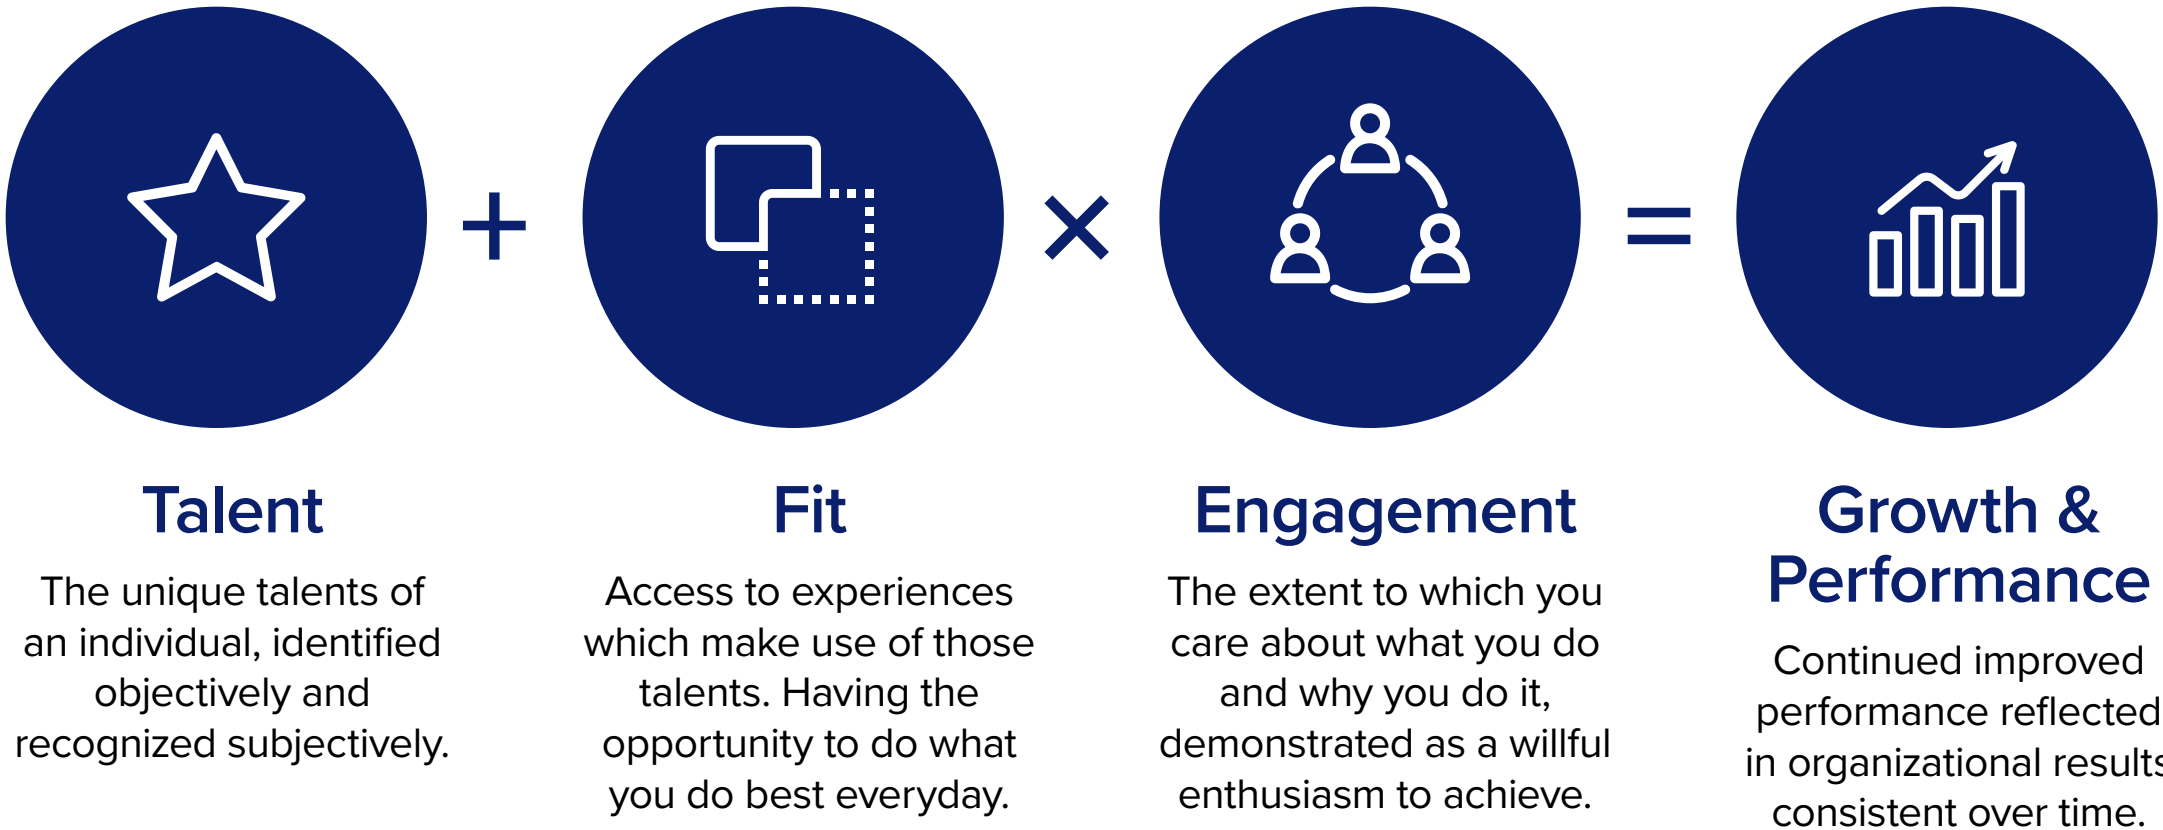 +
×
=
Talent
The unique talents of
an individual, identified
objectively and
recognized subjectively.
Fit
Access to experiences
which make use of those
talents. Having the
opportunity to do what
you do best everyday.
Engagement
The extent to which you
care about what you do
and why you do it,
demonstrated as a willful
enthusiasm to achieve.
Growth &
Performance
Continued improved
performance reflected
in organizational results
consistent over time.